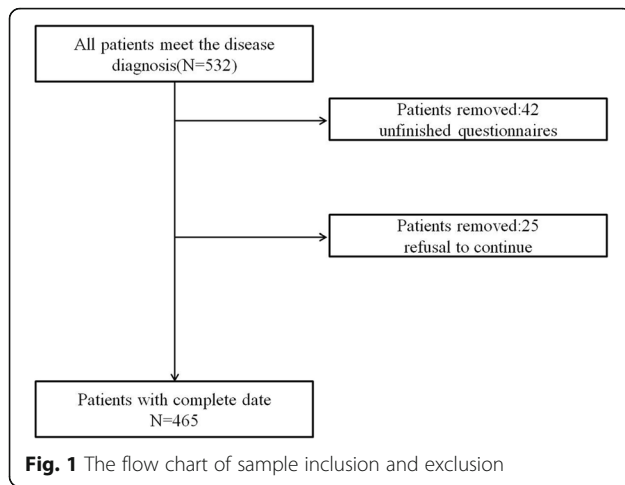 All patients meet the disease
diagnosis(N=532)
Patients removed:42
unfinished questionnaires
Patients removed:25
refusal to continue
Patients with complete date
N=465
Fig. 1 The flow chart of sample inclusion and exclusion